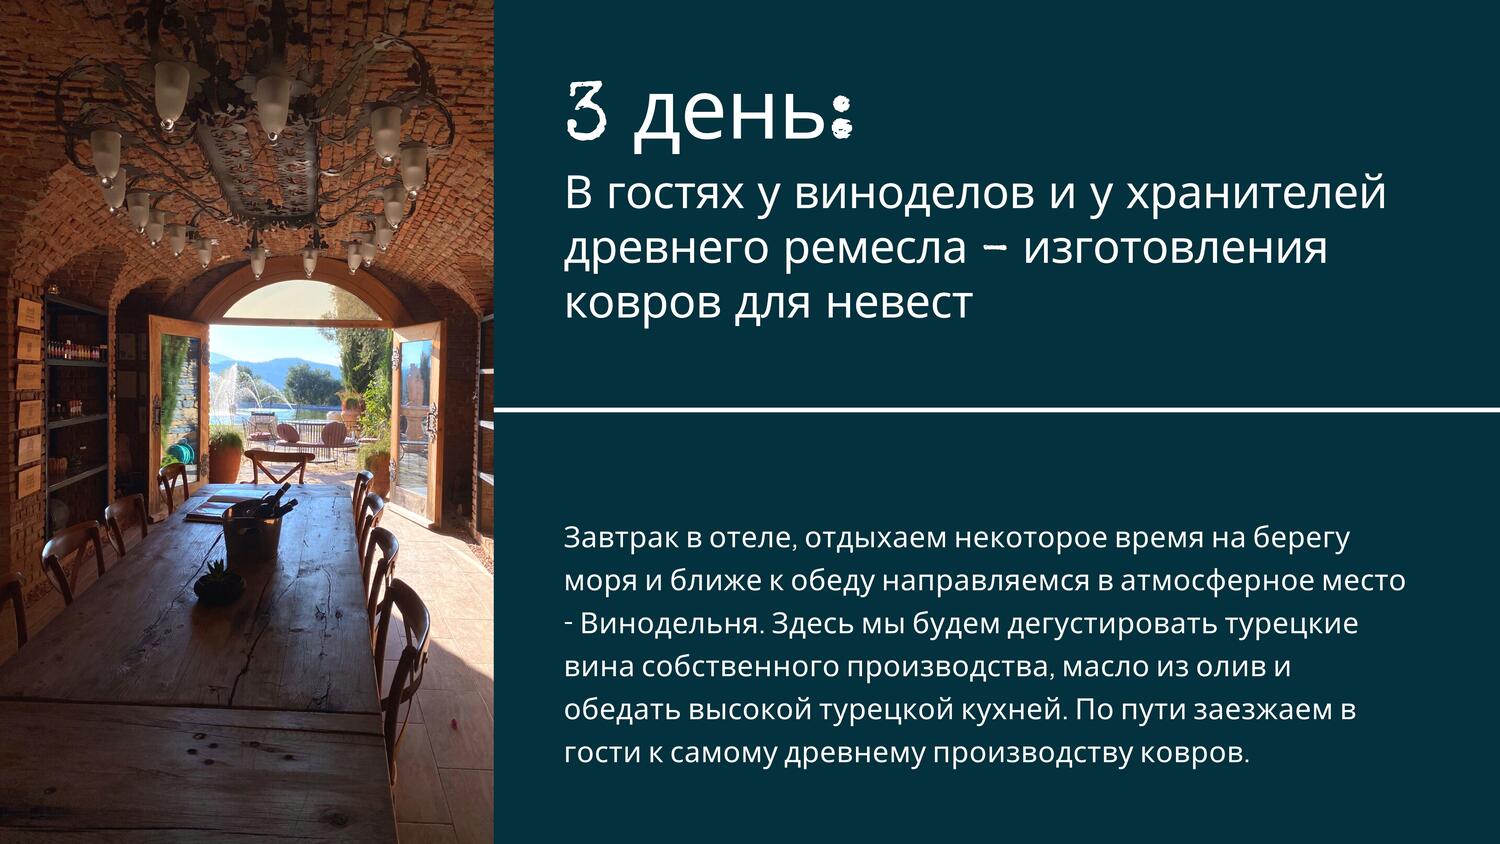 3 день:
В гостях у виноделов и у хранителей
древнего ремесла – изготовления
ковров для невест
Завтрак в отеле, отдыхаем некоторое время на берегу
моря и ближе к обеду направляемся в атмосферное место
- Винодельня. Здесь мы будем дегустировать турецкие
вина собственного производства, масло из олив и
обедать высокой турецкой кухней. По пути заезжаем в
гости к самому древнему производству ковров.